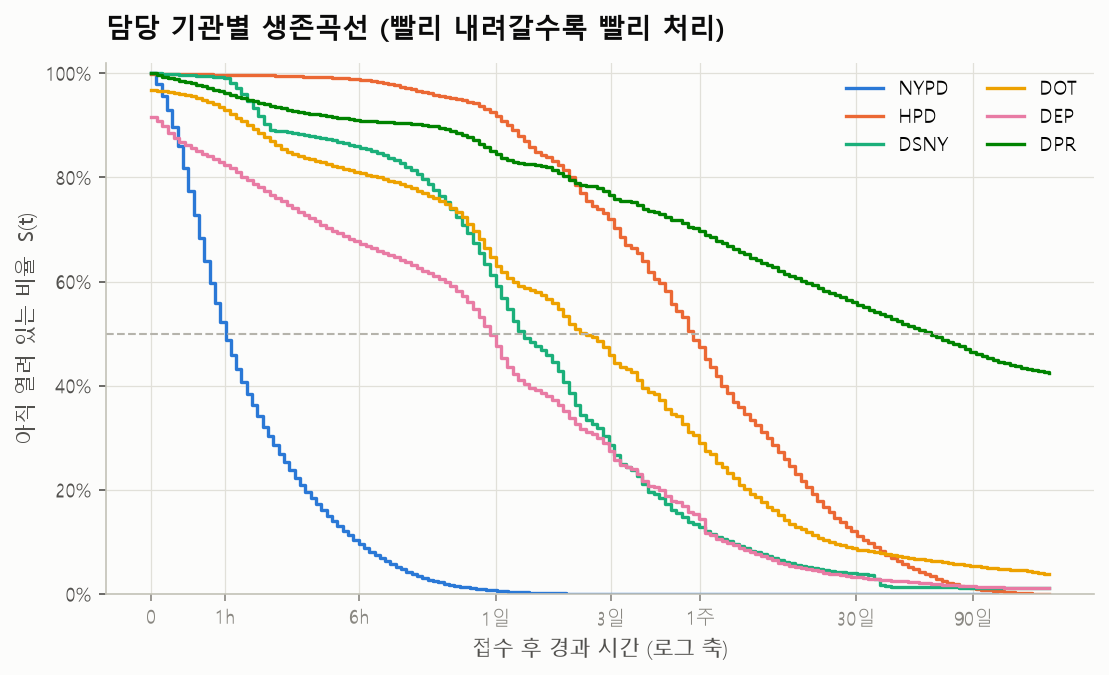 담당 기관별 생존곡선 (빨리 내려갈수록 빨리 처리)
NYPD
HPD
DSNY
DOT
DEP
DPR
아직 열려 있는 비율 S(t)
100%
80%
60%
40%
20%
0%
0
1h
6h
1일
3일
1주
30일
90일
접수 후 경과 시간 (로그 축)